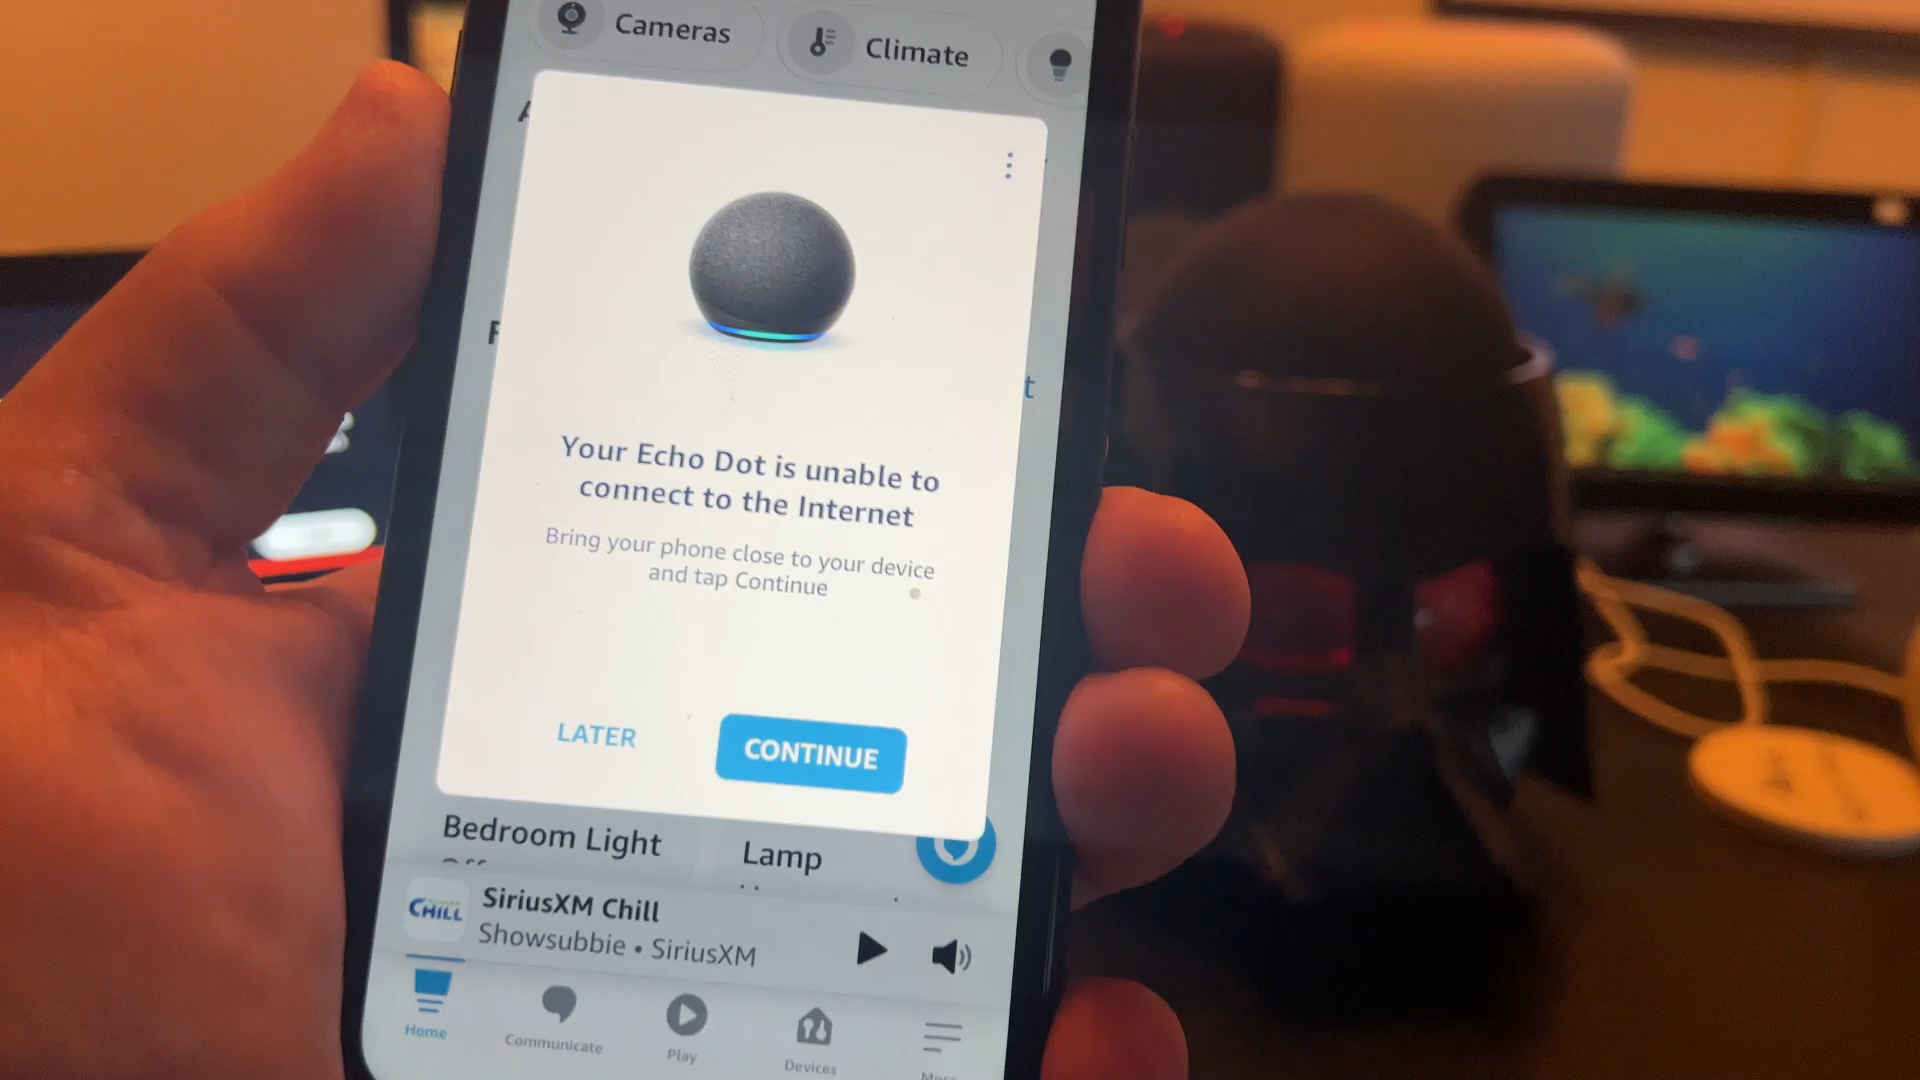 Cameras
Climate
Your Echo Dot is unable to
connect to the Internet
Bring your phone close to your device
and tap Continue
LATER
CONTINUE
Bedroom Light
Lamp
CHILL
SiriusXM Chill
Showsubbie • SiriusXM
Home
Communicate
Play
Devices